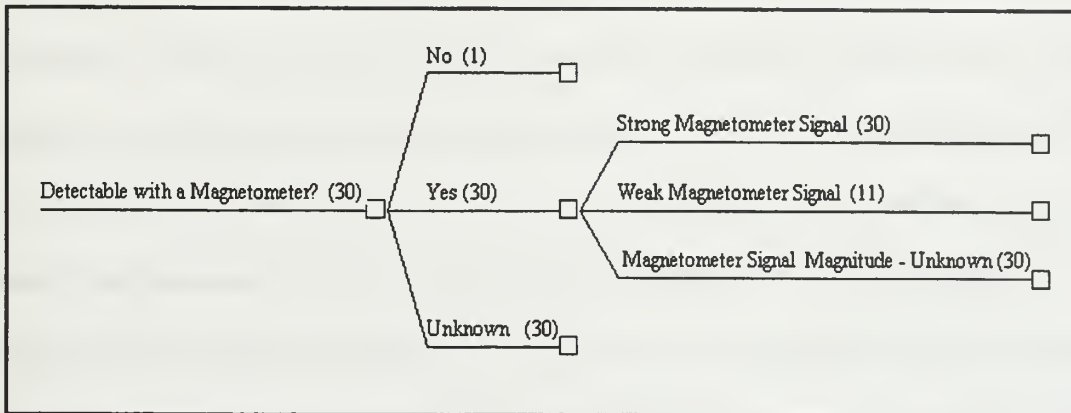 No (1)
Strong Magnetometer Signal (30)
Detectable with a Magnetometer? (30)
Yes (30)
Weak Magnetometer Signal (11)
Magnetometer Signal Magnitude - Unknown (30)
Unknown (30)